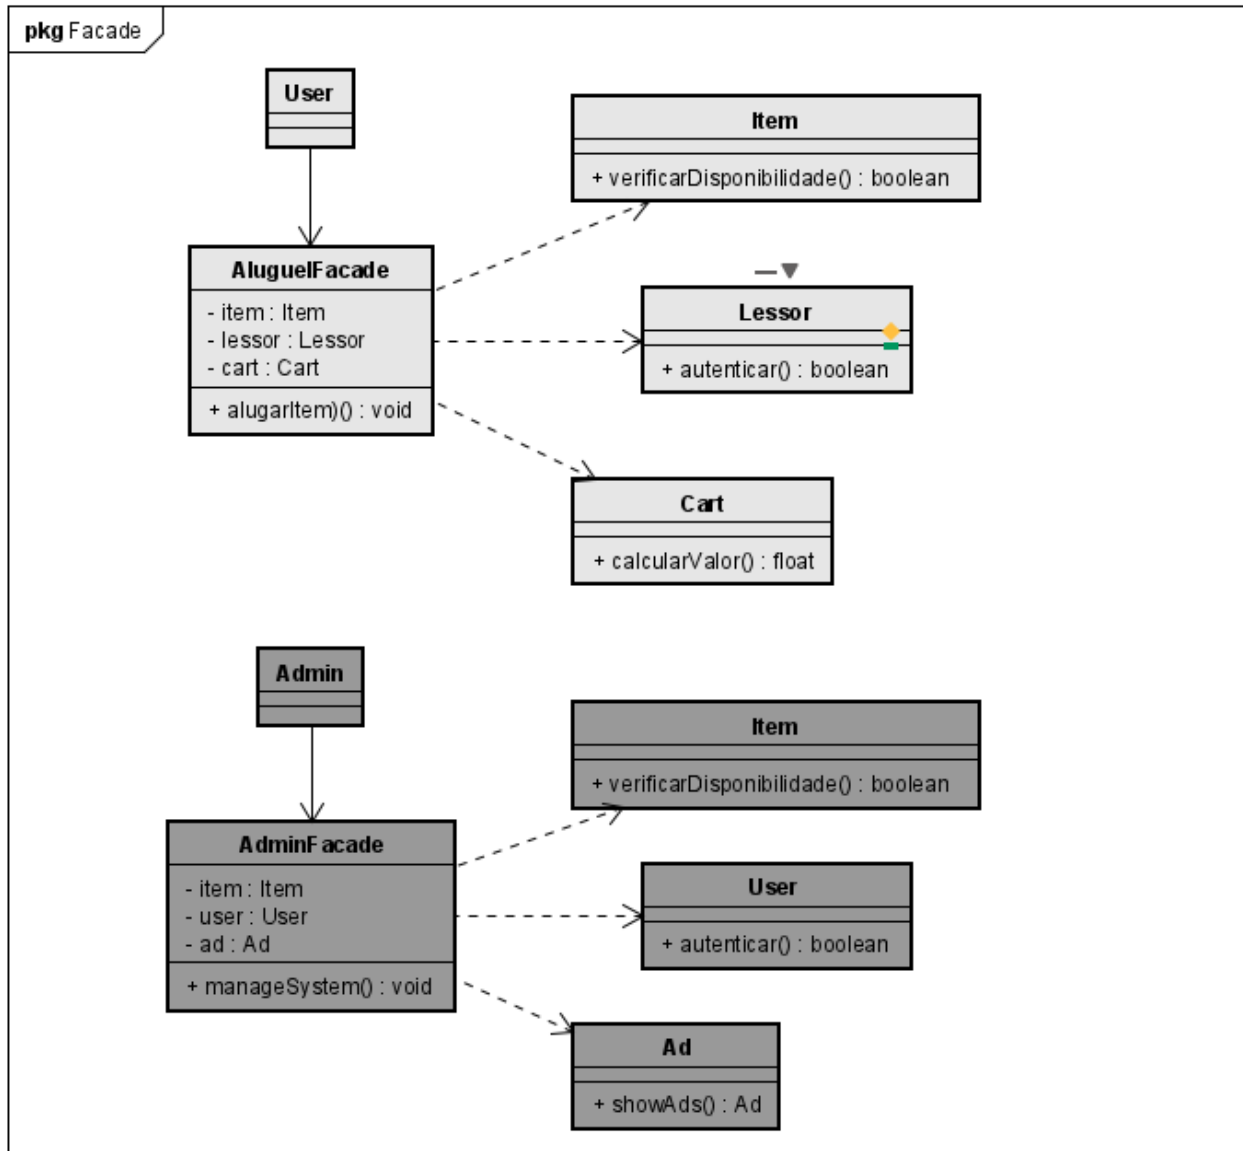 pkg Facade
User
Item
+ verificarDisponibilidade() : boolean
AluguelFacade
- item : Item
- lessor : Lessor
- cart : Cart
+ alugarItem)() : void
Lessor
+ autenticar() : boolean
Cart
+ calcularValor() : float
Admin
Item
+ verificarDisponibilidade() : boolean
AdminFacade
- item : Item
- user : User
- ad : Ad
+ manageSystem() : void
User
+ autenticar() : boolean
Ad
+ showAds() : Ad